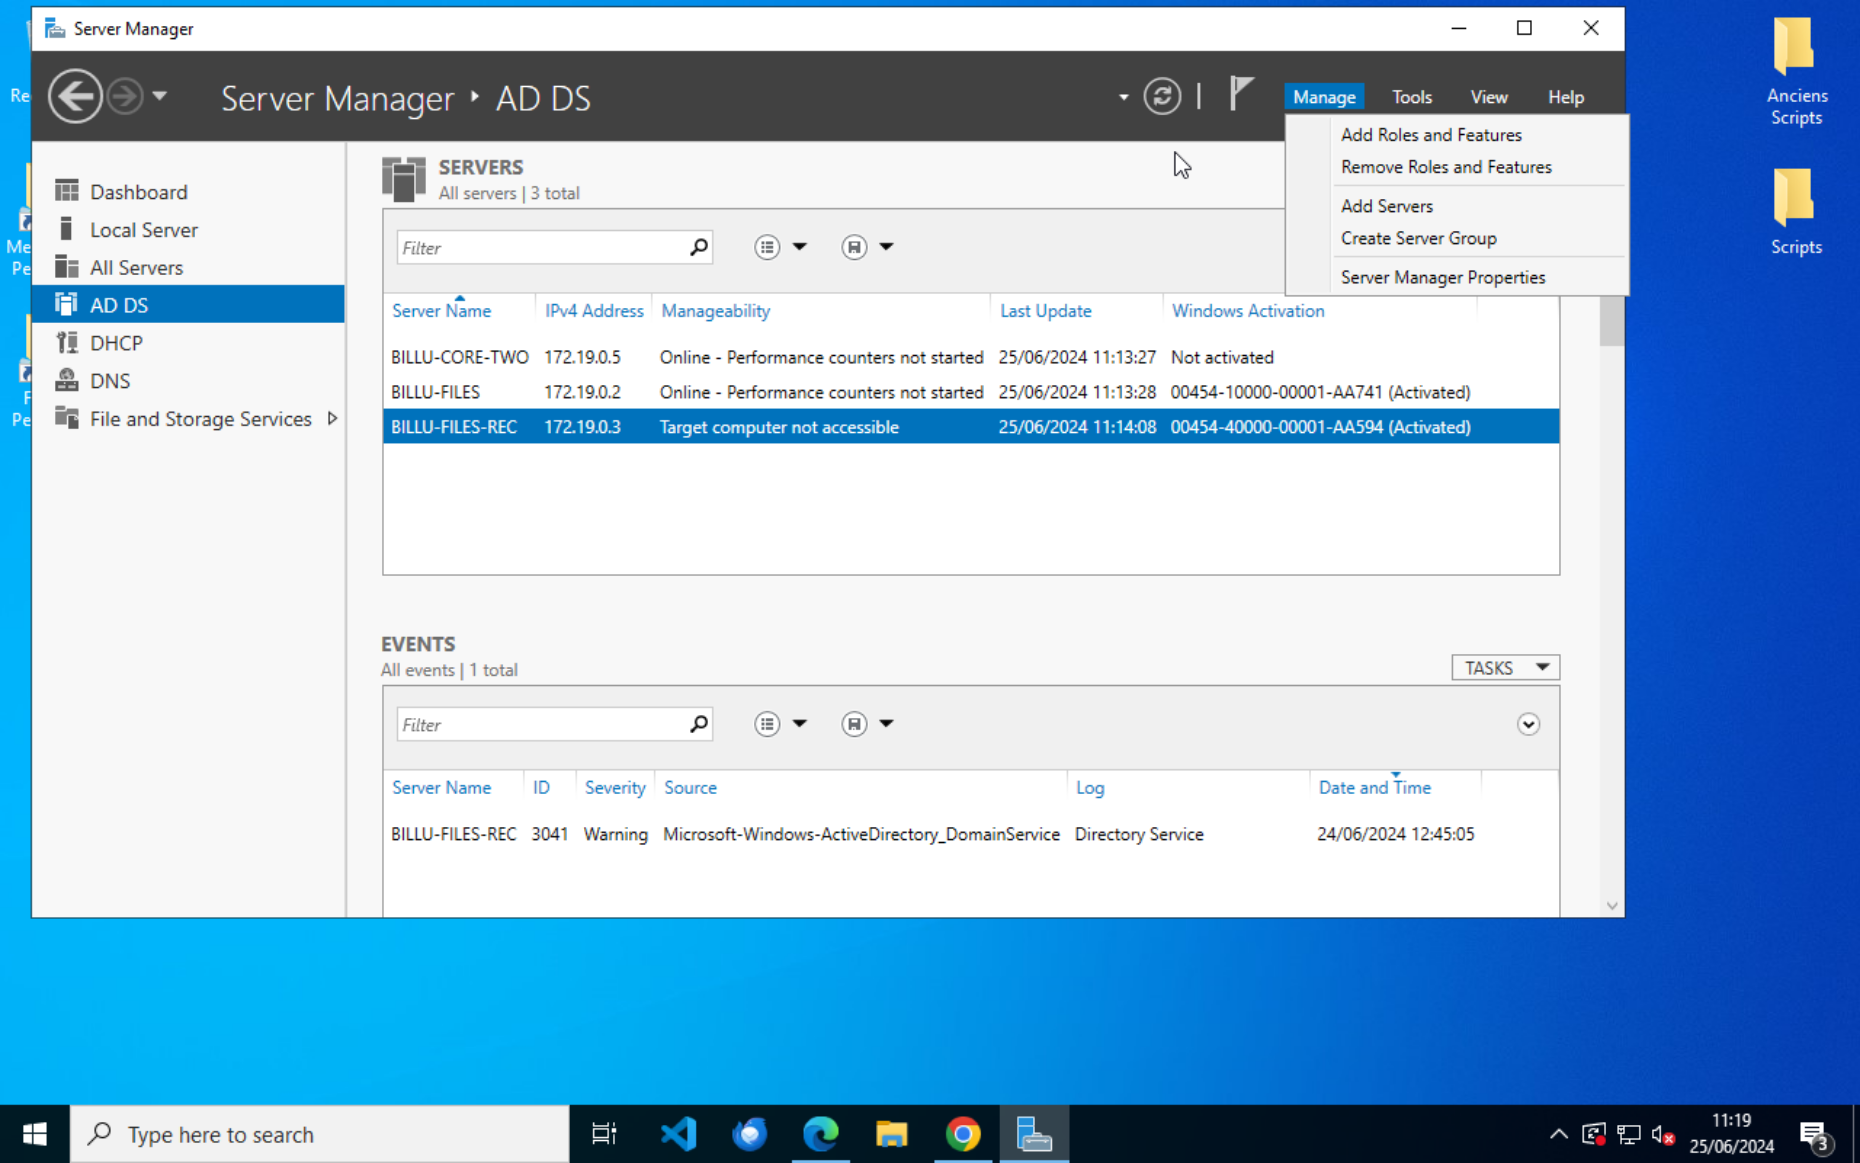 Server Manager
Server Manager ‣ AD DS
Manage
Tools
View
Help
Add Roles and Features
Remove Roles and Features
Add Servers
Create Server Group
Server Manager Properties
Dashboard
Local Server
All Servers
AD DS
DHCP
DNS
File and Storage Services
SERVERS
All servers | 3 total
Filter
Server Name IPv4 Address Manageability Last Update Windows Activation
BILLU-CORE-TWO 172.19.0.5 Online - Performance counters not started 25/06/2024 11:13:27 Not activated
BILLU-FILES 172.19.0.2 Online - Performance counters not started 25/06/2024 11:13:28 00454-10000-00001-AA741 (Activated)
BILLU-FILES-REC 172.19.0.3 Target computer not accessible 25/06/2024 11:14:08 00454-40000-00001-AA594 (Activated)
EVENTS
All events | 1 total
TASKS
Filter
Server Name ID Severity Source Log Date and Time
BILLU-FILES-REC 3041 Warning Microsoft-Windows-ActiveDirectory_DomainService Directory Service 24/06/2024 12:45:05
Re
Me
Pe
F
Pe
Anciens
Scripts
Scripts
Type here to search
11:19
25/06/2024
3